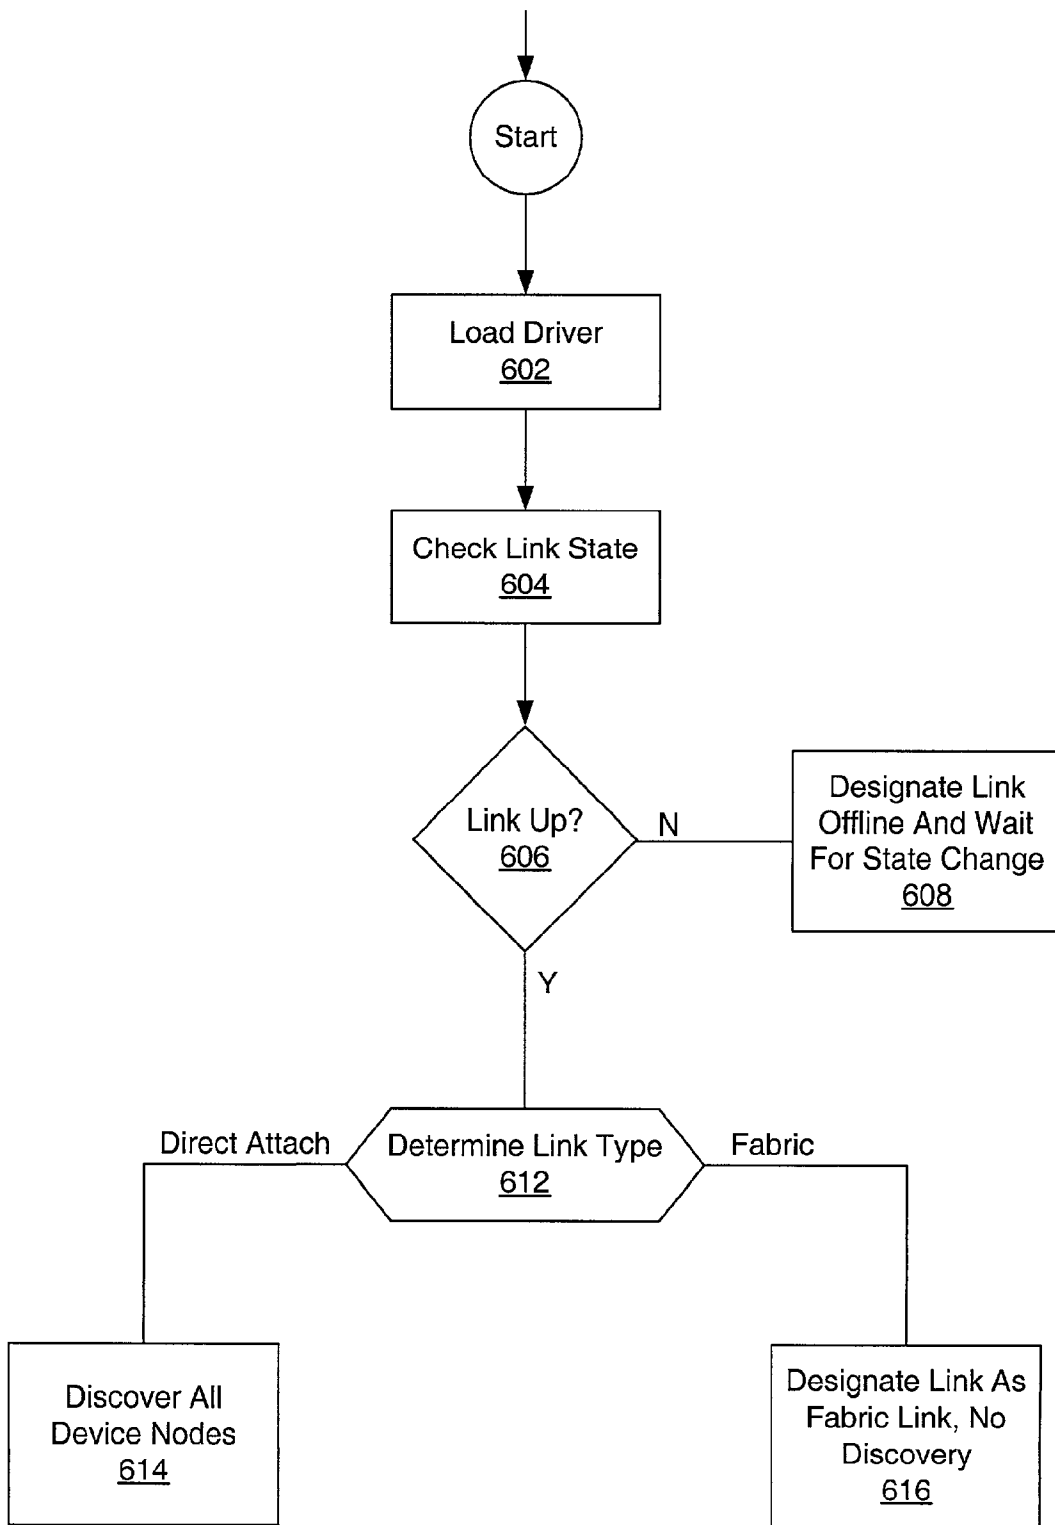 Start
Load Driver
602
Check Link State
604
Link Up?
606
N
Designate Link
Offline And Wait
For State Change
608
Y
Direct Attach
Determine Link Type
612
Fabric
Discover All
Device Nodes
614
Designate Link As
Fabric Link, No
Discovery
616